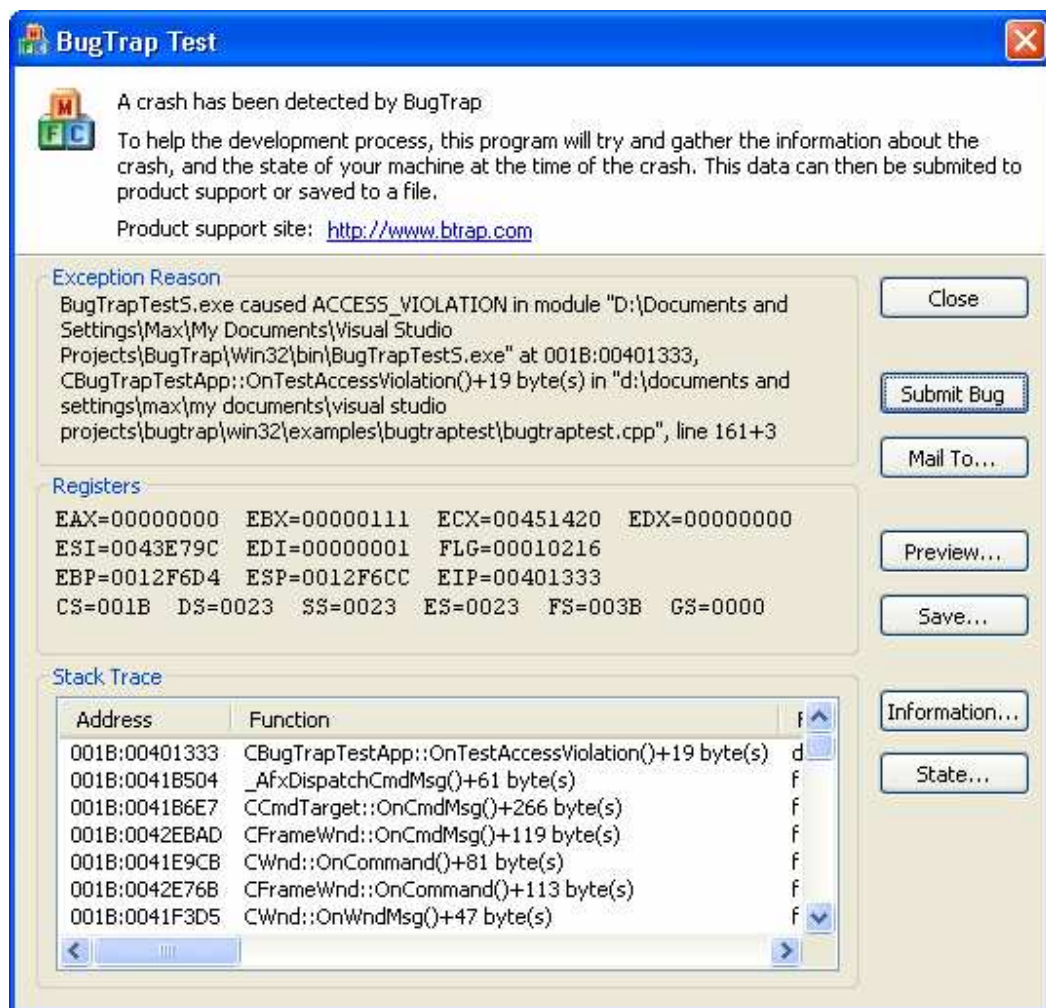 BugTrap Test
M
F C
A crash has been detected by BugTrap
To help the development process, this program will try and gather the information about the
crash, and the state of your machine at the time of the crash. This data can then be submited to
product support or saved to a file.
Product support site: http://www.btrap.com
Exception Reason
BugTrapTestS.exe caused ACCESS_VIOLATION in module "D:\Documents and
Settings\Max\My Documents\Visual Studio
Projects\BugTrap\Win32\bin\BugTrapTestS.exe" at 001B:00401333,
CBugTrapTestApp::OnTestAccessViolation()+19 byte(s) in "d:\documents and
settings\max\my documents\visual studio
projects\bugtrap\win32\examples\bugtraptest\bugtraptest.cpp", line 161+3
Close
Submit Bug
Mail To...
Registers
EAX=00000000 EBX=00000111 ECX=00451420 EDX=00000000
ESI=0043E79C EDI=00000001 FLG=00010216
EBP=0012F6D4 ESP=0012F6CC EIP=00401333
CS=001B DS=0023 SS=0023 ES=0023 FS=003B GS=0000
Preview...
Save...
Stack Trace
Address Function
001B:00401333 CBugTrapTestApp::OnTestAccessViolation()+19 byte(s) d
001B:0041B504 _AfxDispatchCmdMsg()+61 byte(s) f
001B:0041B6E7 CCmdTarget::OnCmdMsg()+266 byte(s) f
001B:0042EBAD CFrameWnd::OnCmdMsg()+119 byte(s) f
001B:0041E9CB CWnd::OnCommand()+81 byte(s) f
001B:0042E76B CFrameWnd::OnCommand()+113 byte(s) f
001B:0041F3D5 CWnd::OnWndMsg()+47 byte(s) f
Information...
State...